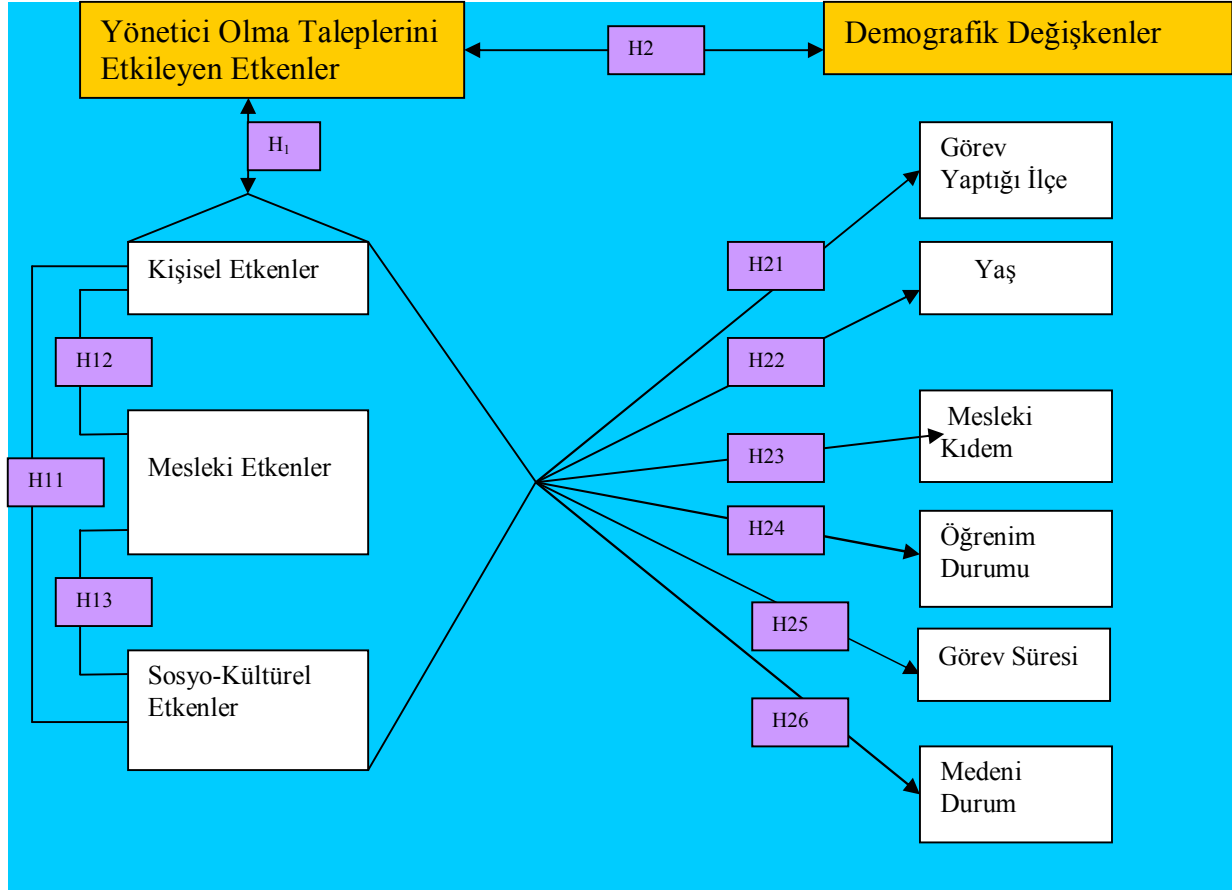 Yönetici Olma Taleplerini
Etkileyen Etkenler
H2
Demografik Değişkenler
H₁
Kişisel Etkenler
H12
Mesleki Etkenler
H11
H13
Sosyo-Kültürel
Etkenler
H21
Görev
Yaptığı İlçe
H22
Yaş
H23
Mesleki
Kıdem
H24
Öğrenim
Durumu
H25
Görev Süresi
H26
Medeni
Durum